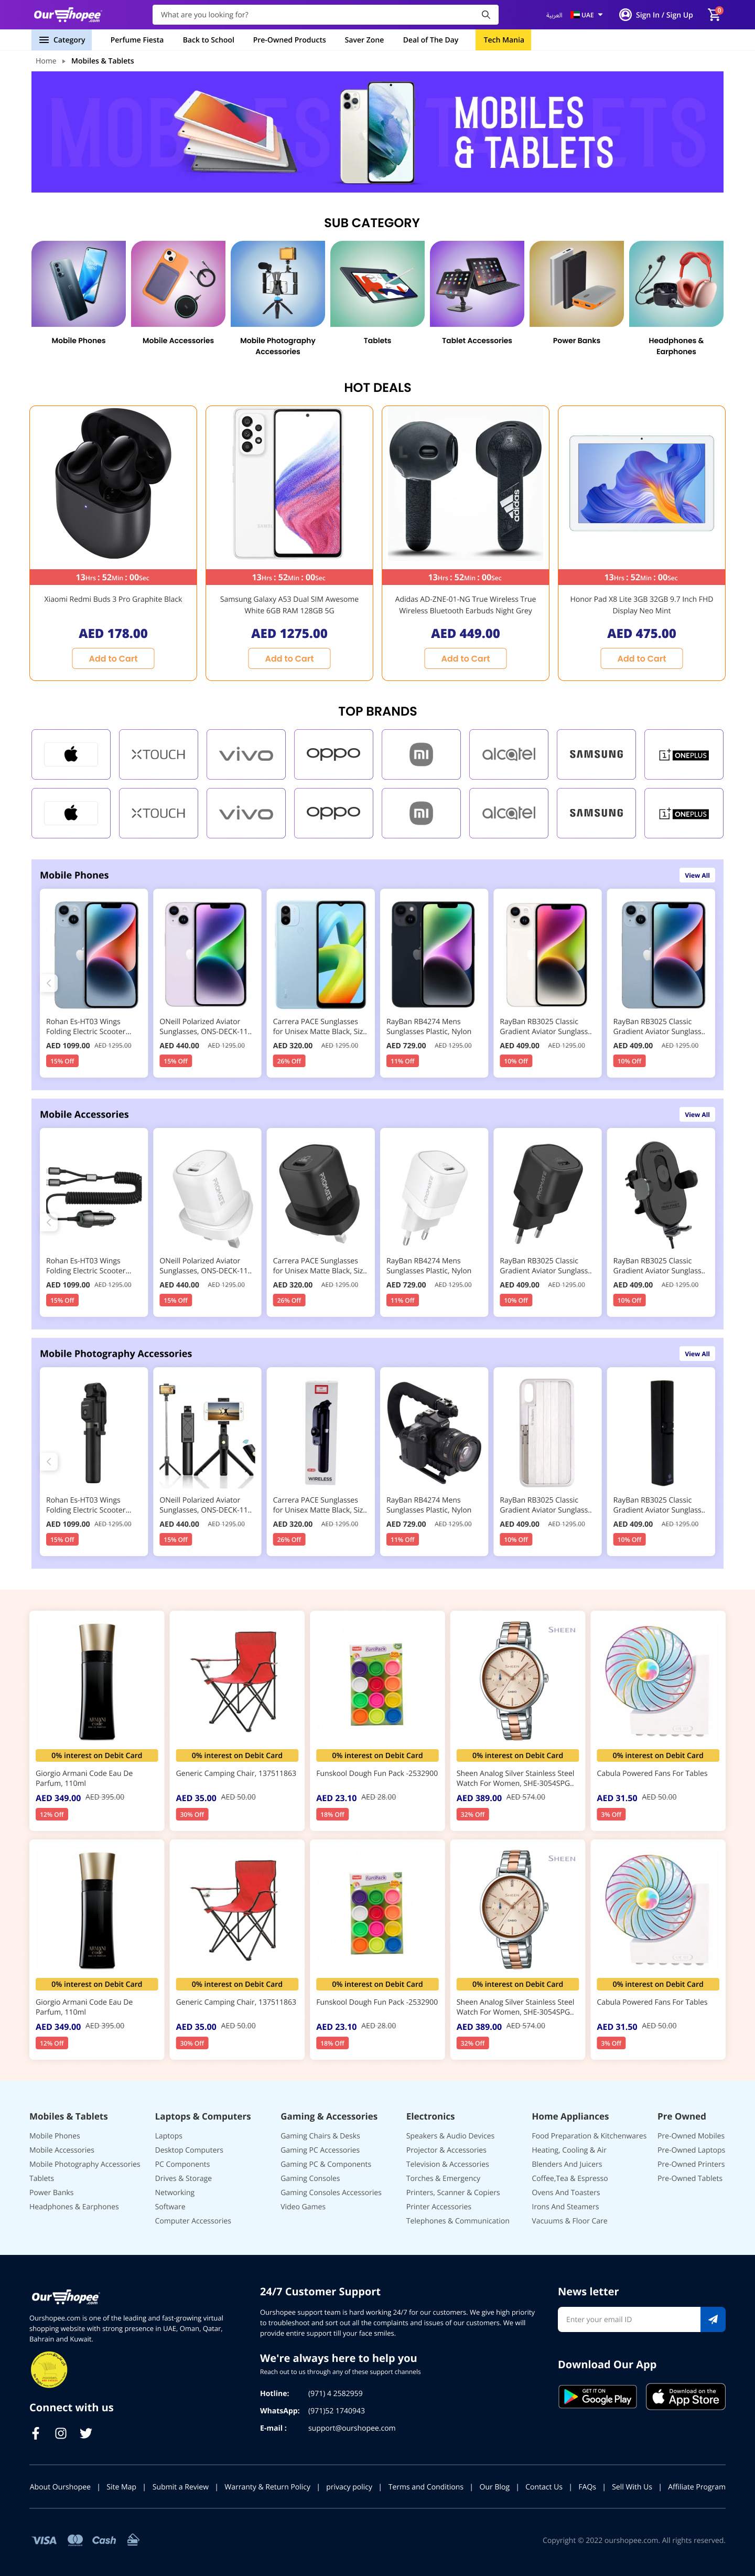 OurShopee
What are you looking for?
العربية
UAE
Sign In / Sign Up
0
Category
Perfume Fiesta
Back to School
Pre-Owned Products
Saver Zone
Deal of The Day
Tech Mania
Home
Mobiles & Tablets
MOBILES
& TABLETS
SUB CATEGORY
Mobile Phones
Mobile Accessories
Mobile Photography
Accessories
Tablets
Tablet Accessories
Power Banks
Headphones &
Earphones
HOT DEALS
adidas
13Hrs : 52Min : 00Sec
13Hrs : 52Min : 00Sec
13Hrs : 52Min : 00Sec
13Hrs : 52Min : 00Sec
Xiaomi Redmi Buds 3 Pro Graphite Black
AED 178.00
Add to Cart
Samsung Galaxy A53 Dual SIM Awesome
White 6GB RAM 128GB 5G
AED 1275.00
Add to Cart
Adidas AD-ZNE-01-NG True Wireless True
Wireless Bluetooth Earbuds Night Grey
AED 449.00
Add to Cart
Honor Pad X8 Lite 3GB 32GB 9.7 Inch FHD
Display Neo Mint
AED 475.00
Add to Cart
TOP BRANDS
XTOUCH
vivo
oppo
mi
alcatel
SAMSUNG
1+ ONEPLUS
XTOUCH
vivo
oppo
mi
alcatel
SAMSUNG
1+ ONEPLUS
Mobile Phones
View All
Rohan Es-HT03 Wings
Folding Electric Scooter...
AED 1099.00 AED 1295.00
15% Off
ONeill Polarized Aviator
Sunglasses, ONS-DECK-11..
AED 440.00 AED 1295.00
15% Off
Carrera PACE Sunglasses
for Unisex Matte Black, Siz..
AED 320.00 AED 1295.00
26% Off
RayBan RB4274 Mens
Sunglasses Plastic, Nylon
AED 729.00 AED 1295.00
11% Off
RayBan RB3025 Classic
Gradient Aviator Sunglass..
AED 409.00 AED 1295.00
10% Off
RayBan RB3025 Classic
Gradient Aviator Sunglass..
AED 409.00 AED 1295.00
10% Off
Mobile Accessories
View All
PROMATE
PROMATE
PROMATE
PROMATE
Rohan Es-HT03 Wings
Folding Electric Scooter...
AED 1099.00 AED 1295.00
15% Off
ONeill Polarized Aviator
Sunglasses, ONS-DECK-11..
AED 440.00 AED 1295.00
15% Off
Carrera PACE Sunglasses
for Unisex Matte Black, Siz..
AED 320.00 AED 1295.00
26% Off
RayBan RB4274 Mens
Sunglasses Plastic, Nylon
AED 729.00 AED 1295.00
11% Off
RayBan RB3025 Classic
Gradient Aviator Sunglass..
AED 409.00 AED 1295.00
10% Off
RayBan RB3025 Classic
Gradient Aviator Sunglass..
AED 409.00 AED 1295.00
10% Off
Mobile Photography Accessories
View All
WIRELESS
Rohan Es-HT03 Wings
Folding Electric Scooter...
AED 1099.00 AED 1295.00
15% Off
ONeill Polarized Aviator
Sunglasses, ONS-DECK-11..
AED 440.00 AED 1295.00
15% Off
Carrera PACE Sunglasses
for Unisex Matte Black, Siz..
AED 320.00 AED 1295.00
26% Off
RayBan RB4274 Mens
Sunglasses Plastic, Nylon
AED 729.00 AED 1295.00
11% Off
RayBan RB3025 Classic
Gradient Aviator Sunglass..
AED 409.00 AED 1295.00
10% Off
RayBan RB3025 Classic
Gradient Aviator Sunglass..
AED 409.00 AED 1295.00
10% Off
ARMANI
code
0% interest on Debit Card
Giorgio Armani Code Eau De
Parfum, 110ml
AED 349.00 AED 395.00
12% Off
0% interest on Debit Card
Generic Camping Chair, 137511863
AED 35.00 AED 50.00
30% Off
FunPark
0% interest on Debit Card
Funskool Dough Fun Pack -2532900
AED 23.10 AED 28.00
18% Off
SHEEN
0% interest on Debit Card
Sheen Analog Silver Stainless Steel
Watch For Women, SHE-3054SPG..
AED 389.00 AED 574.00
32% Off
0% interest on Debit Card
Cabula Powered Fans For Tables
AED 31.50 AED 50.00
3% Off
ARMANI
code
0% interest on Debit Card
Giorgio Armani Code Eau De
Parfum, 110ml
AED 349.00 AED 395.00
12% Off
0% interest on Debit Card
Generic Camping Chair, 137511863
AED 35.00 AED 50.00
30% Off
FunPark
0% interest on Debit Card
Funskool Dough Fun Pack -2532900
AED 23.10 AED 28.00
18% Off
SHEEN
0% interest on Debit Card
Sheen Analog Silver Stainless Steel
Watch For Women, SHE-3054SPG..
AED 389.00 AED 574.00
32% Off
0% interest on Debit Card
Cabula Powered Fans For Tables
AED 31.50 AED 50.00
3% Off
Mobiles & Tablets
Mobile Phones
Mobile Accessories
Mobile Photography Accessories
Tablets
Power Banks
Headphones & Earphones
Laptops & Computers
Laptops
Desktop Computers
PC Components
Drives & Storage
Networking
Software
Computer Accessories
Gaming & Accessories
Gaming Chairs & Desks
Gaming PC Accessories
Gaming PC & Components
Gaming Consoles
Gaming Consoles Accessories
Video Games
Electronics
Speakers & Audio Devices
Projector & Accessories
Television & Accessories
Torches & Emergency
Printers, Scanner & Copiers
Printer Accessories
Telephones & Communication
Home Appliances
Food Preparation & Kitchenwares
Heating, Cooling & Air
Blenders And Juicers
Coffee,Tea & Espresso
Ovens And Toasters
Irons And Steamers
Vacuums & Floor Care
Pre Owned
Pre-Owned Mobiles
Pre-Owned Laptops
Pre-Owned Printers
Pre-Owned Tablets
OurShopee
Ourshopee.com is one of the leading and fast-growing virtual
shopping website with strong presence in UAE, Oman, Qatar,
Bahrain and Kuwait.
Connect with us
24/7 Customer Support
Ourshopee support team is hard working 24/7 for our customers. We give high priority
to troubleshoot and sort out all the complaints and issues of our customers. We will
provide entire support till your face smiles.
We're always here to help you
Reach out to us through any of these support channels
Hotline: (971) 4 2582959
WhatsApp: (971)52 1740943
E-mail : support@ourshopee.com
News letter
Enter your email ID
Download Our App
GET IT ON
Google Play
Download on the
App Store
About Ourshopee | Site Map | Submit a Review | Warranty & Return Policy | privacy policy | Terms and Conditions | Our Blog | Contact Us | FAQs | Sell With Us | Affiliate Program
VISA
Cash
Copyright © 2022 ourshopee.com. All rights reserved.